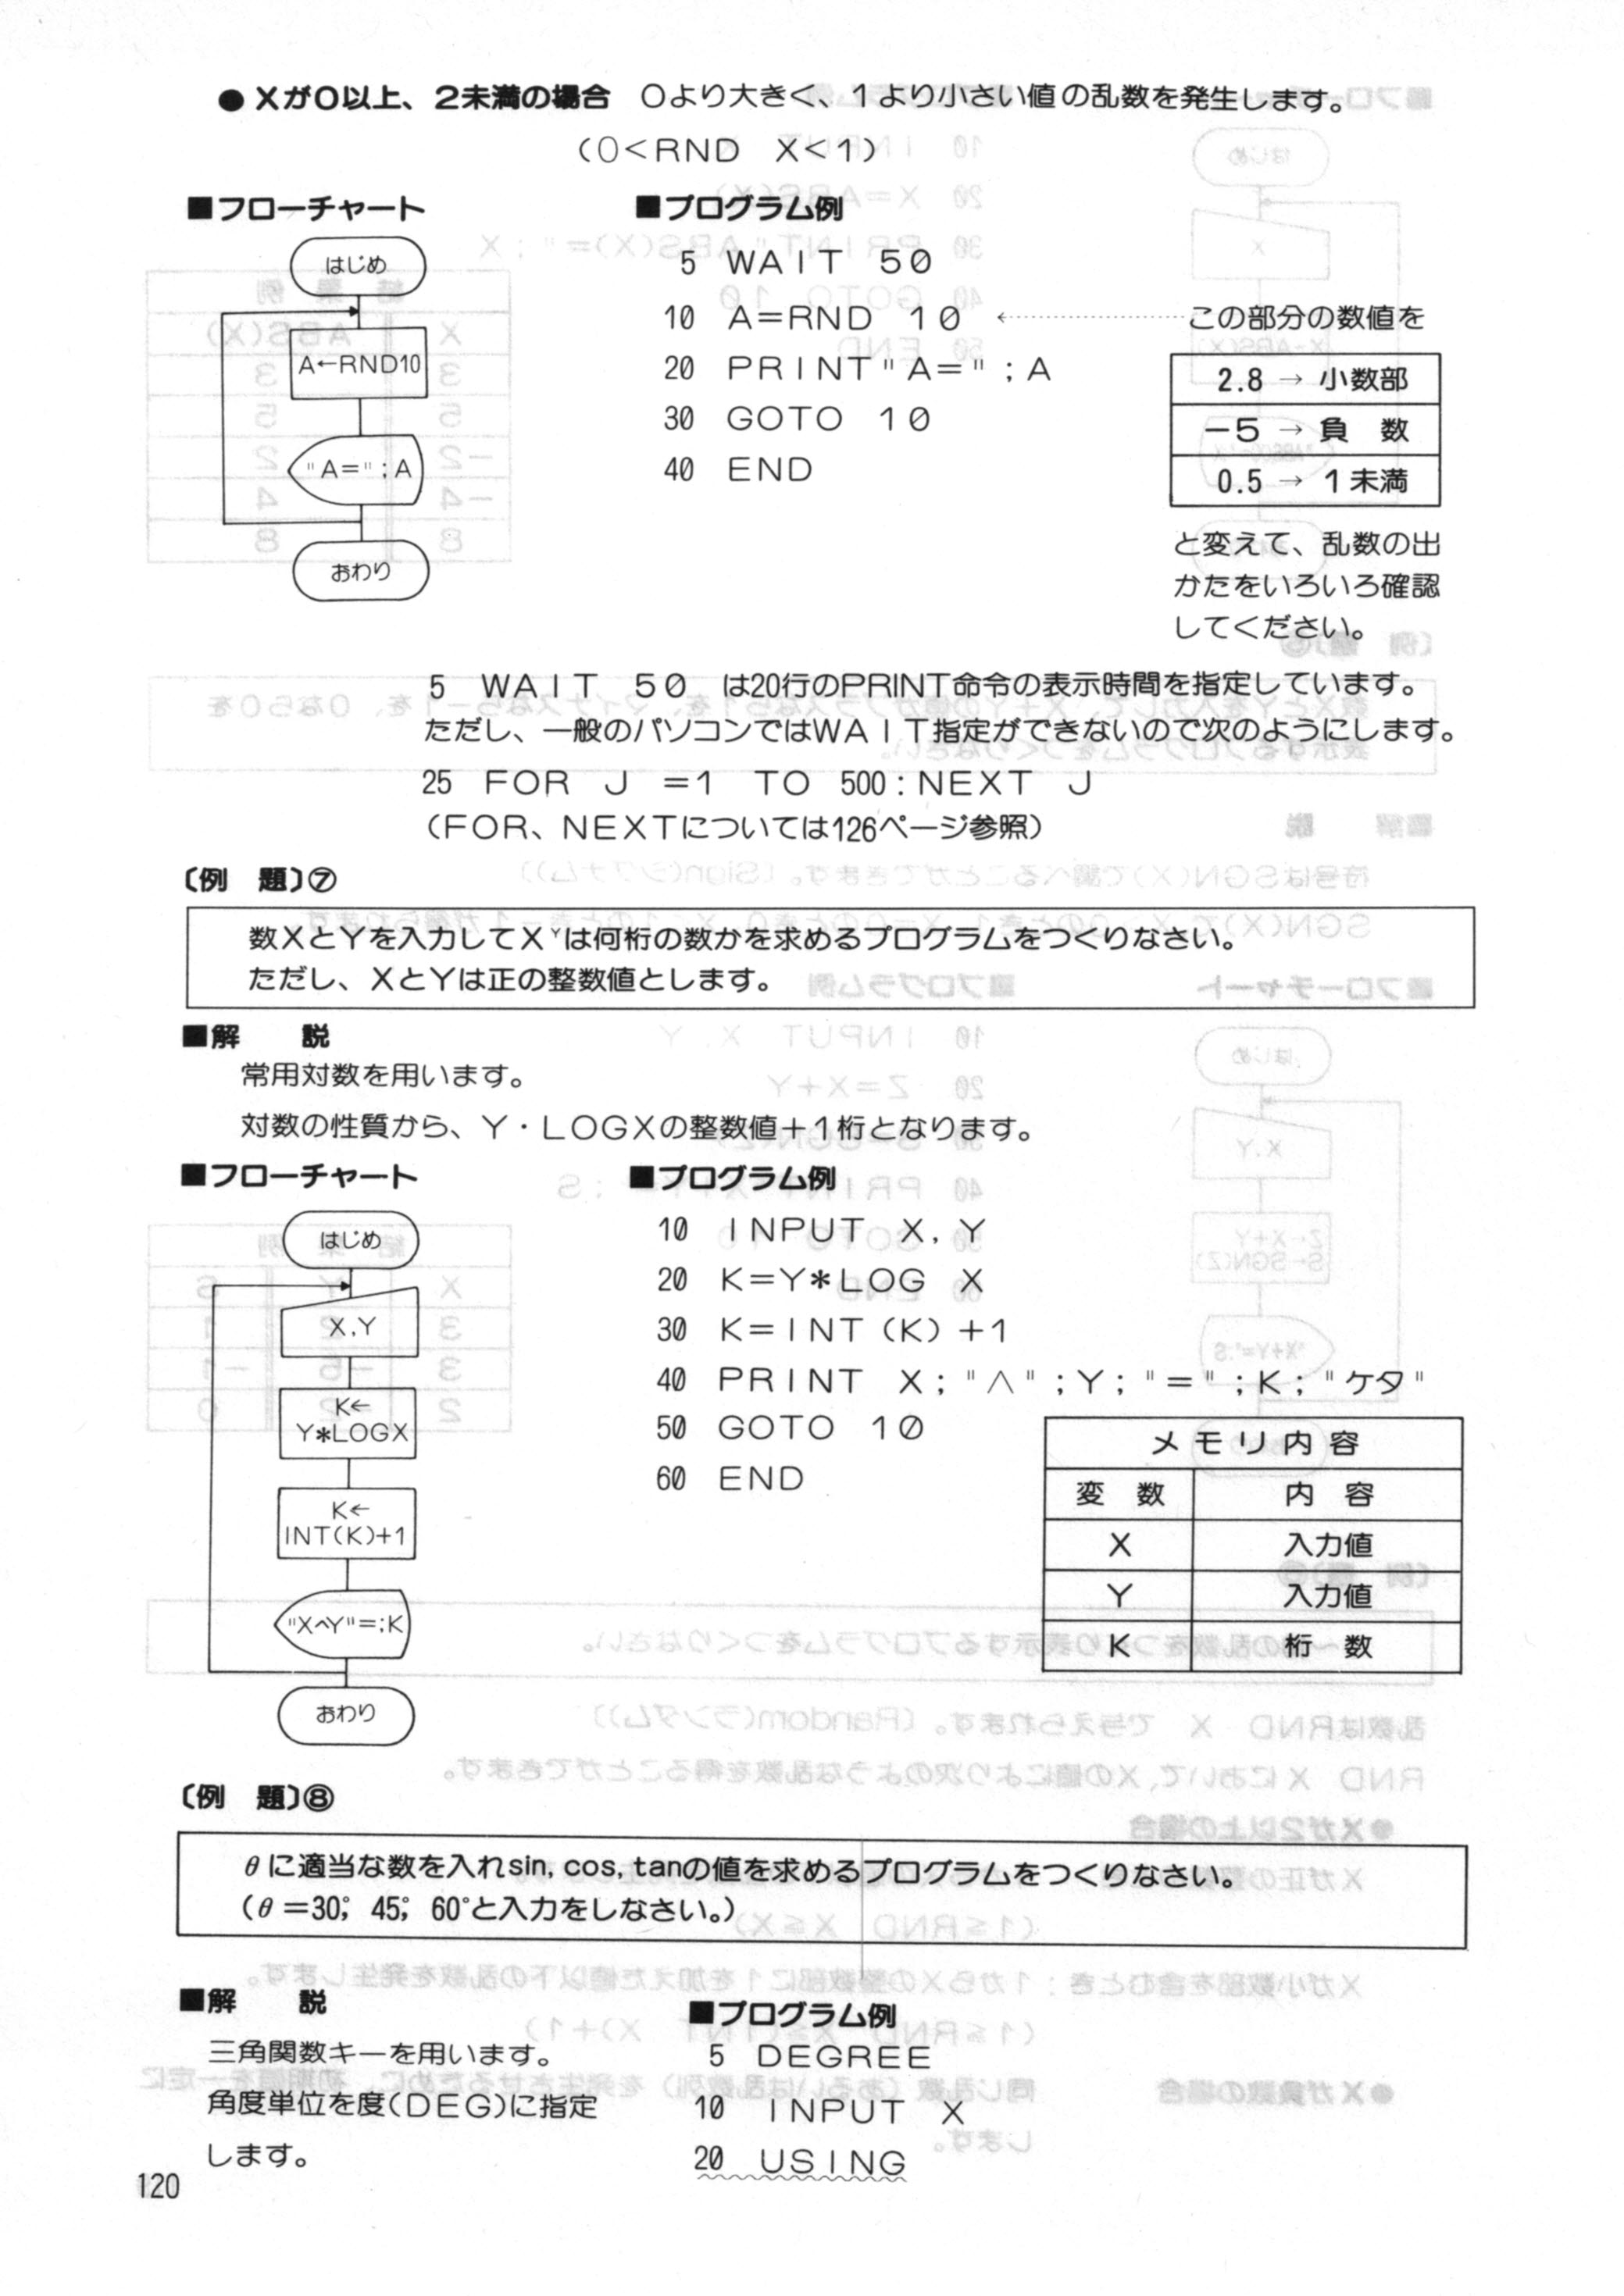 ●Xが0以上、2未満の場合　0より大きく、1より小さい値の乱数を発生します。
(0<RND　X<1)
■フローチャート
はじめ
A←RND10
"A=";A
おわり
■プログラム例
5 WAIT 50
10 A=RND 10 ←‥‥‥‥‥この部分の数値を
20 PRINT"A=";A
30 GOTO 10
40 END
2.8 → 小数部
−5 → 負　数
0.5 → 1未満
と変えて、乱数の出
かたをいろいろ確認
してください。
5 WAIT 50 は20行のPRINT命令の表示時間を指定しています。
ただし、一般のパソコンではWAIT指定ができないので次のようにします。
25 FOR J =1 TO 500:NEXT J
(FOR、NEXTについては126ページ参照)
〔例　題〕⑦
数XとYを入力してXʸは何桁の数かを求めるプログラムをつくりなさい。
ただし、XとYは正の整数値とします。
■解　　説
常用対数を用います。
対数の性質から、Y・LOGXの整数値＋1桁となります。
■フローチャート
はじめ
X,Y
K←
Y*LOGX
K←
INT(K)+1
"X^Y"=;K
おわり
■プログラム例
10 INPUT X,Y
20 K=Y*LOG X
30 K=INT(K)+1
40 PRINT X;"∧";Y;"=";K;"ケタ"
50 GOTO 10
60 END
メモリ内容
変　数　内　容
X　入力値
Y　入力値
K　桁　数
〔例　題〕⑧
θに適当な数を入れsin, cos, tanの値を求めるプログラムをつくりなさい。
(θ=30°, 45°, 60°と入力をしなさい。)
■解　　説
三角関数キーを用います。
角度単位を度(DEG)に指定
します。
■プログラム例
5 DEGREE
10 INPUT X
20 USING
120